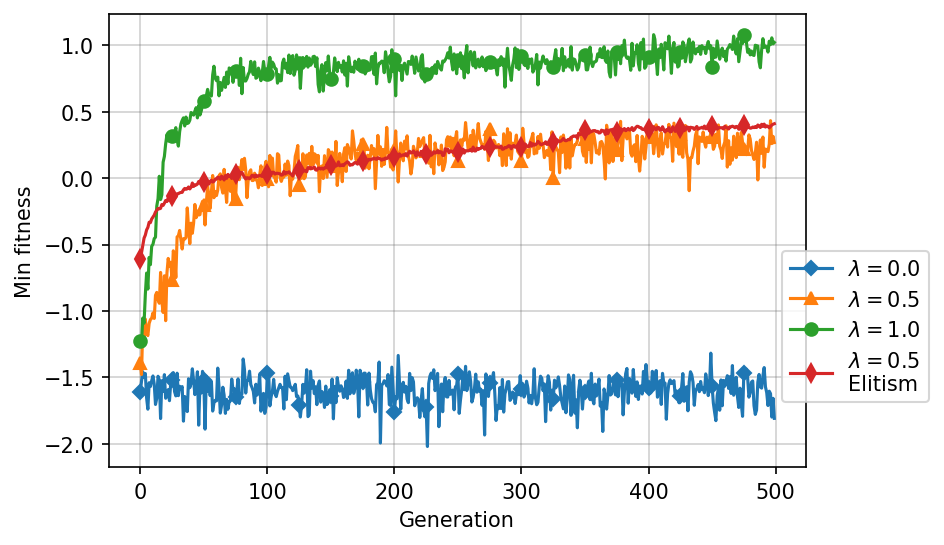 1.0
0.5
0.0
−0.5
−1.0
−1.5
−2.0
Min fitness
0 100 200 300 400 500
Generation
λ = 0.0
λ = 0.5
λ = 1.0
λ = 0.5
Elitism